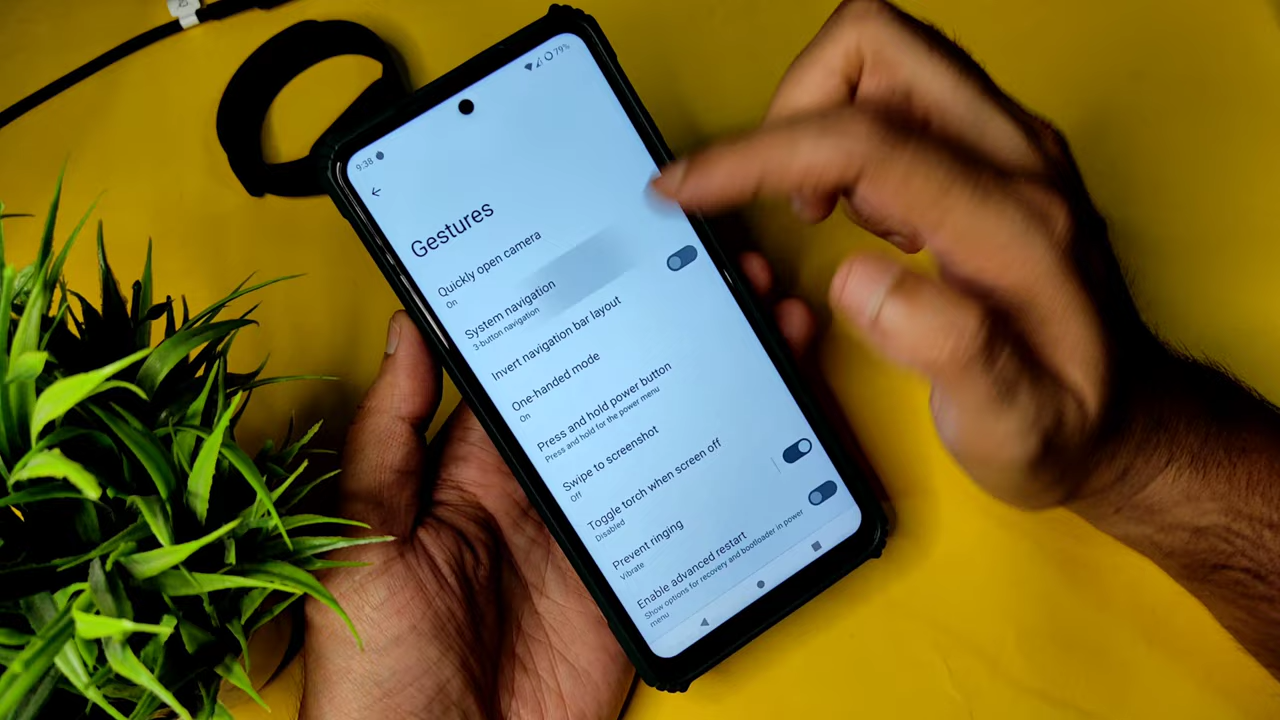 79%
9:38
Gestures
Quickly open camera
On
System navigation
3-button navigation
Invert navigation bar layout
One-handed mode
On
Press and hold power button
Press and hold for the power menu
Swipe to screenshot
Off
Toggle torch when screen off
Disabled
Prevent ringing
Vibrate
Enable advanced restart
Show options for recovery and bootloader in power
menu